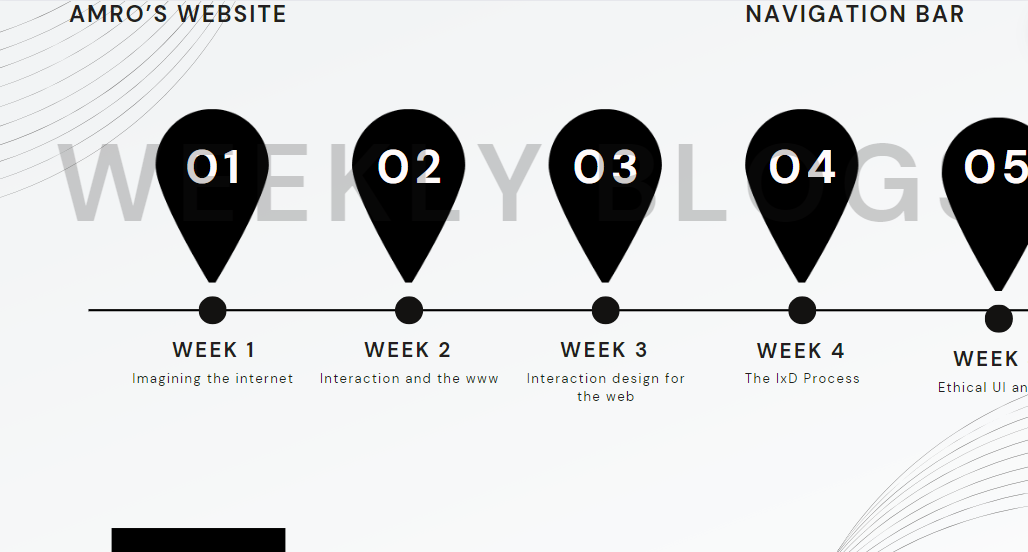 AMRO'S WEBSITE
NAVIGATION BAR
WEEKLY BLOGS
01
02
03
04
05
WEEK 1
WEEK 2
WEEK 3
WEEK 4
WEEK
Imagining the internet
Interaction and the www
Interaction design for
the web
The IxD Process
Ethical UI an